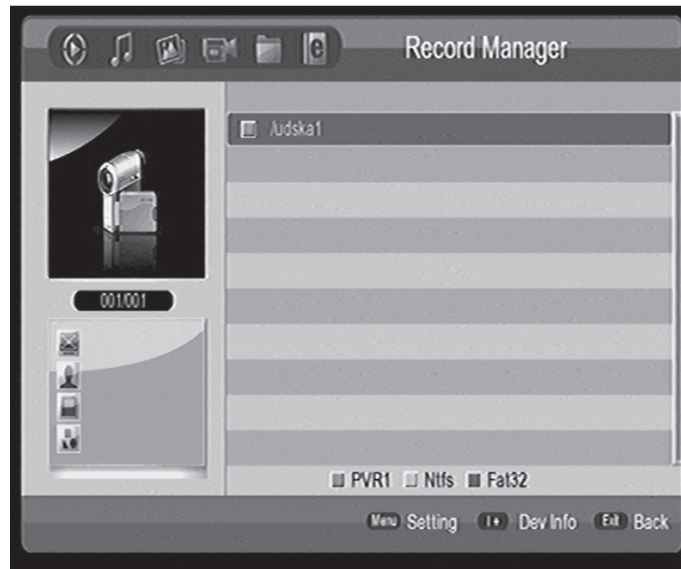 Record Manager
/udska1
001/001
PVR1 Ntfs Fat32
Menu Setting i+ Dev Info Exit Back